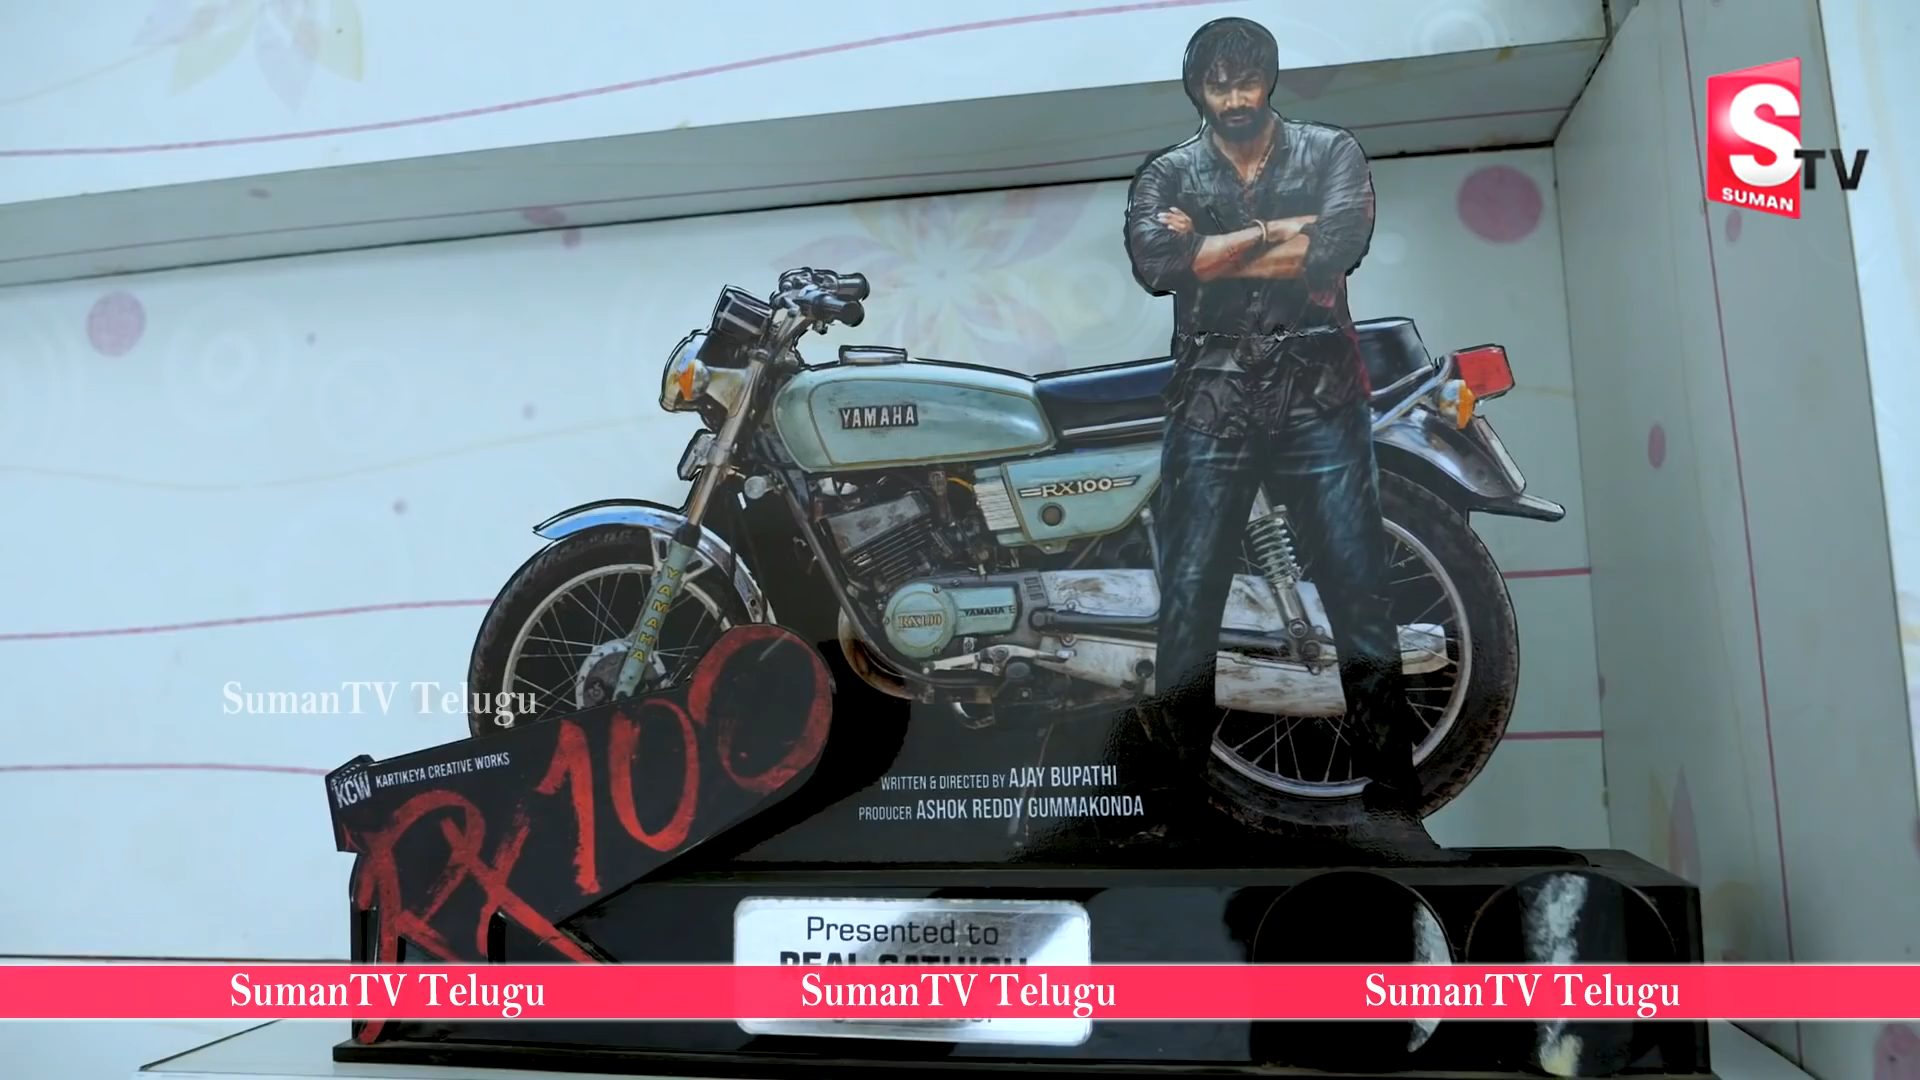 S
TV
SUMAN
YAMAHA
RX100
YAMAHA
RX100
YAMAHA
SumanTV Telugu
KCW KARTIKEYA CREATIVE WORKS
RX100
WRITTEN & DIRECTED BY AJAY BUPATHI
PRODUCER ASHOK REDDY GUMMAKONDA
Presented to
SumanTV Telugu SumanTV Telugu SumanTV Telugu